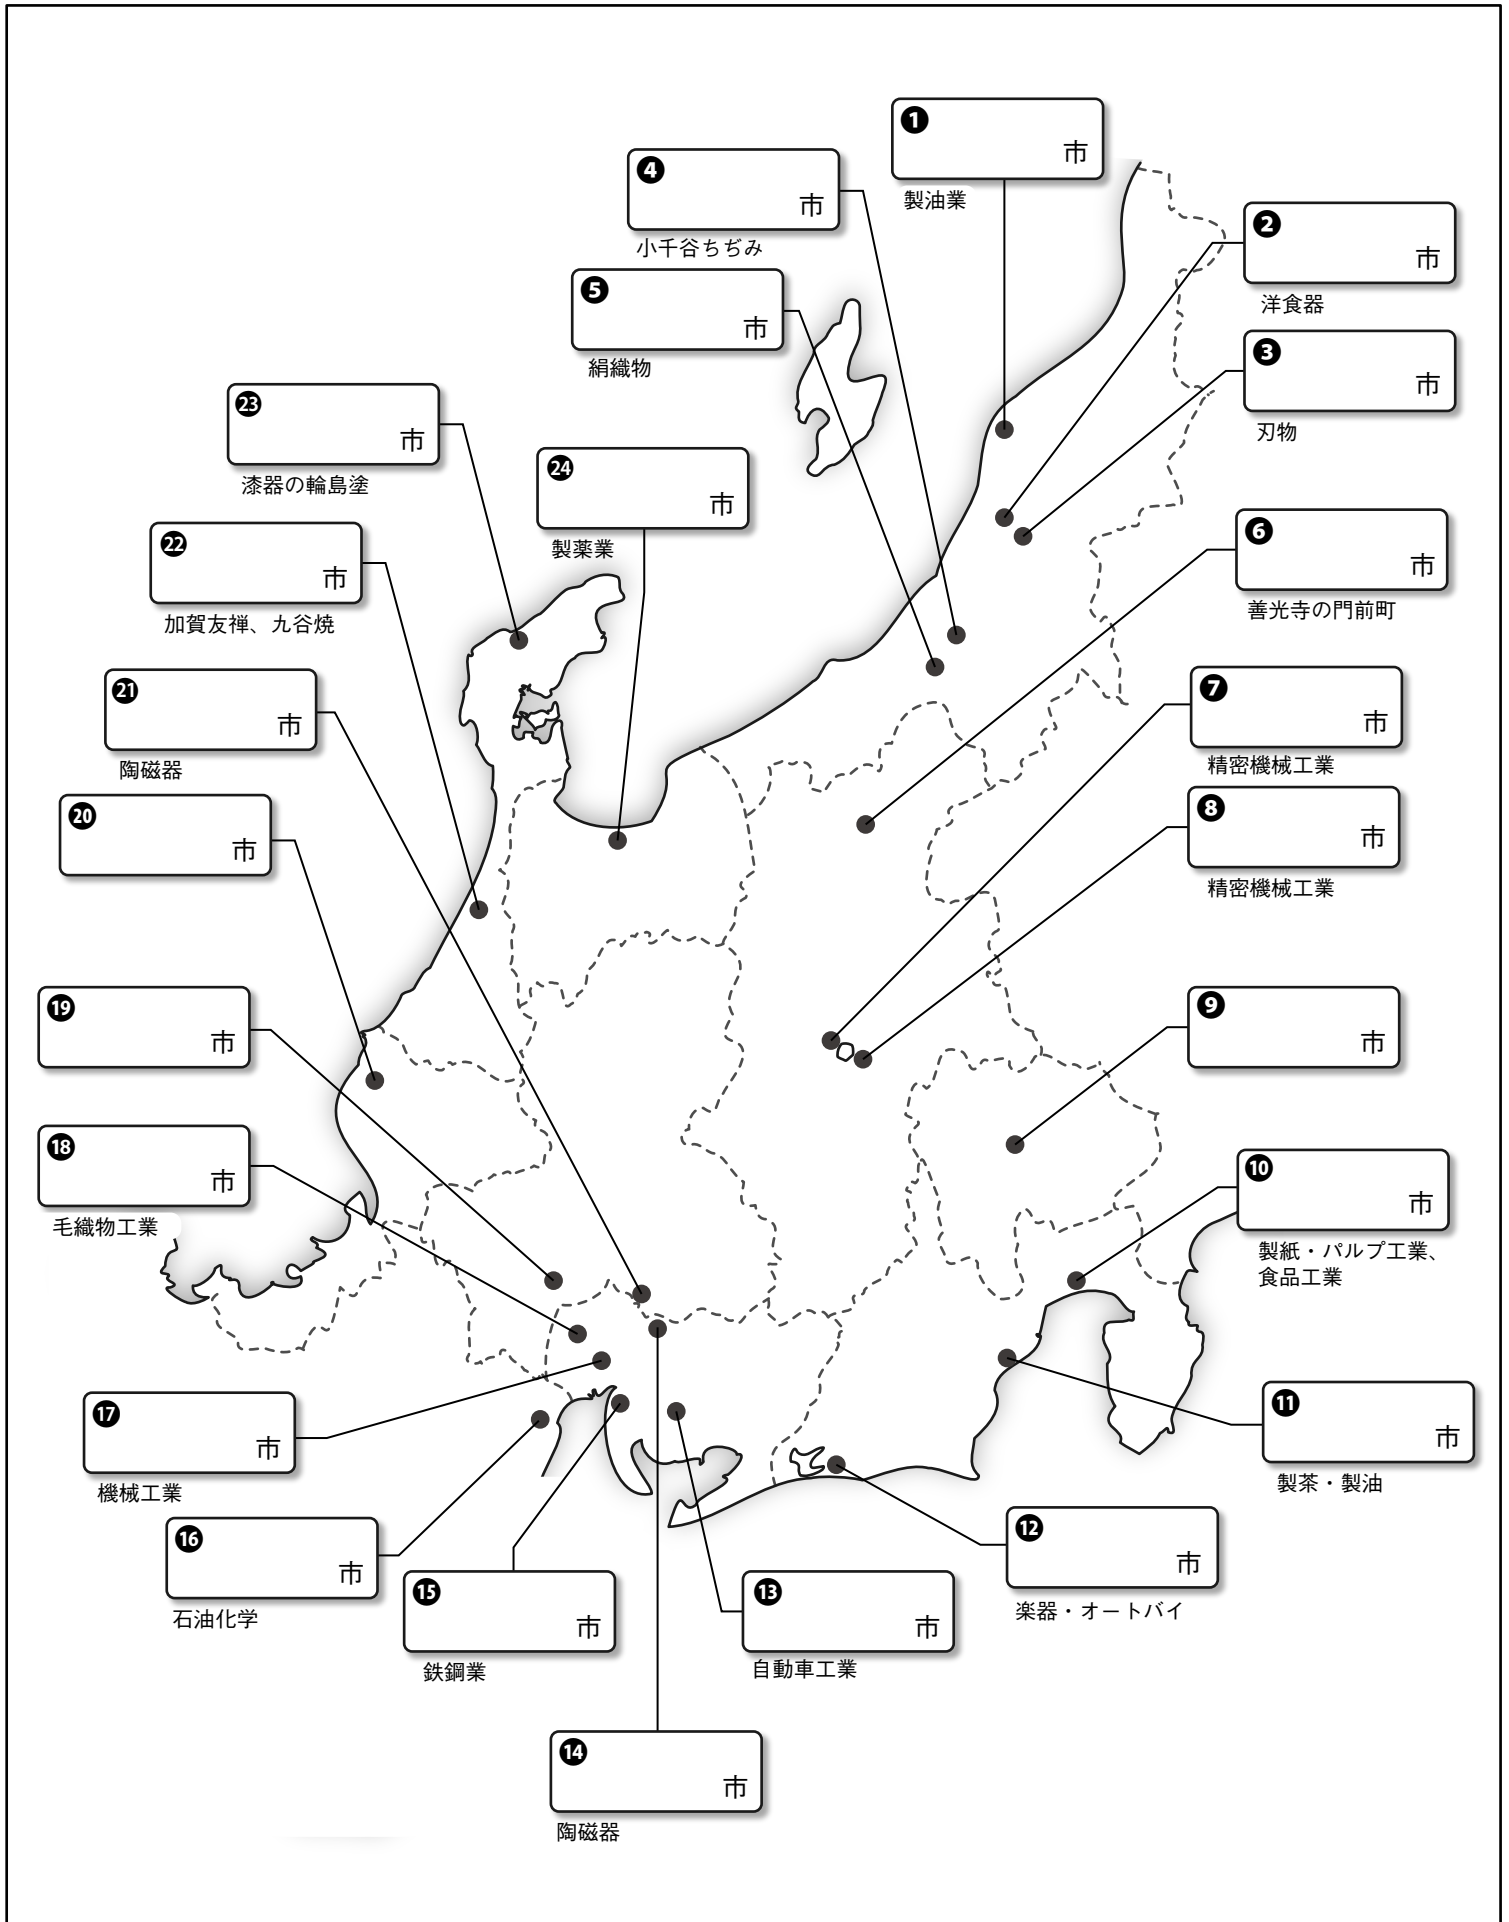 ❶
市
製油業
❹
市
小千谷ちぢみ
❷
市
洋食器
❺
市
絹織物
❸
市
刃物
㉓
市
漆器の輪島塗
㉔
市
製薬業
❻
市
善光寺の門前町
㉒
市
加賀友禅、九谷焼
❼
市
精密機械工業
㉑
市
陶磁器
❽
市
精密機械工業
⓴
市
⓳
市
❾
市
⓲
市
毛織物工業
❿
市
製紙・パルプ工業、
食品工業
⓱
市
機械工業
⓫
市
製茶・製油
⓰
市
石油化学
⓬
市
楽器・オートバイ
⓯
市
鉄鋼業
⓭
市
自動車工業
⓮
市
陶磁器